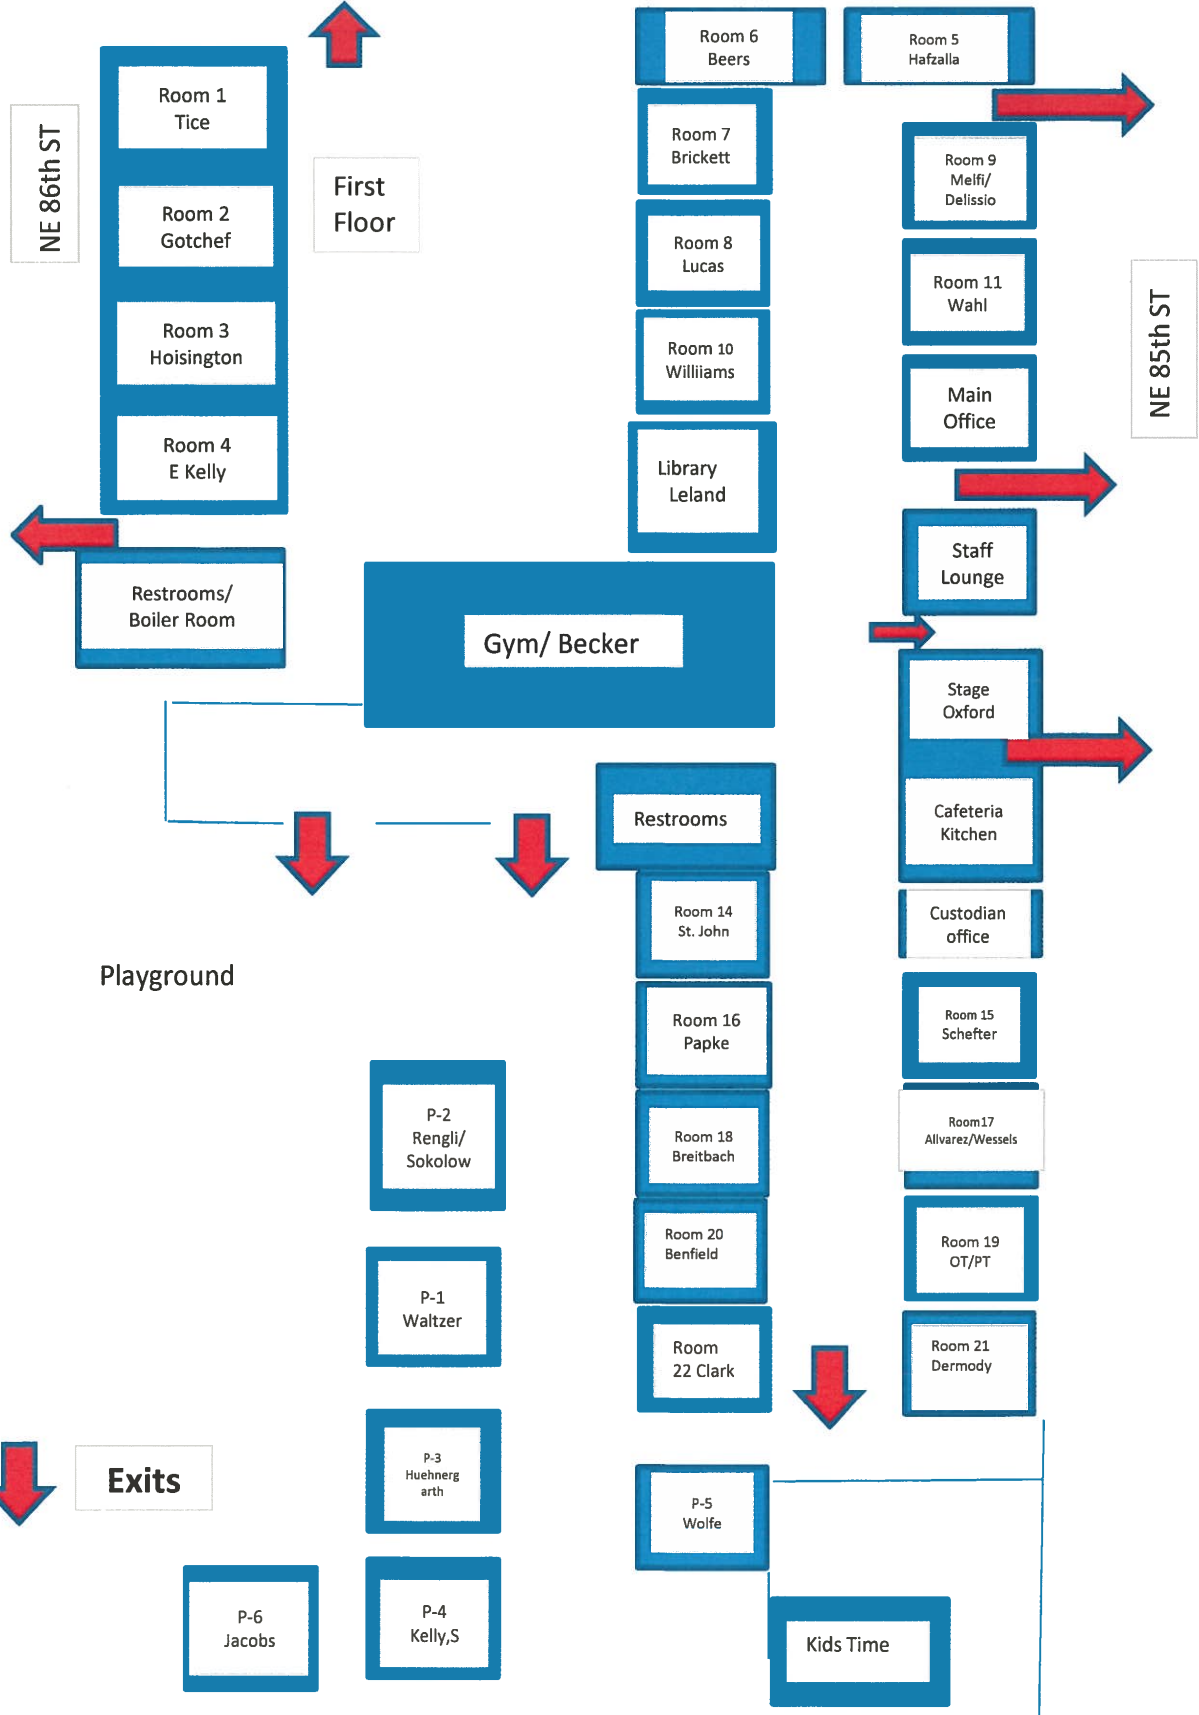 Room 1
Tice
Room 2
Gotchef
Room 3
Hoisington
Room 4
E Kelly
Restrooms/
Boiler Room
NE 86th ST
First
Floor
Room 6
Beers
Room 5
Hafzalla
Room 7
Brickett
Room 8
Lucas
Room 10
Williiams
Library
Leland
Room 9
Melfi/
Delissio
Room 11
Wahl
Main
Office
NE 85th ST
Staff
Lounge
Gym/ Becker
Stage
Oxford
Cafeteria
Kitchen
Custodian
office
Restrooms
Room 14
St. John
Room 16
Papke
Room 18
Breitbach
Room 20
Benfield
Room
22 Clark
Room 15
Schefter
Room17
Allvarez/Wessels
Room 19
OT/PT
Room 21
Dermody
Playground
P-2
Rengli/
Sokolow
P-1
Waltzer
P-3
Huehnerg
arth
P-4
Kelly,S
P-6
Jacobs
Exits
P-5
Wolfe
Kids Time